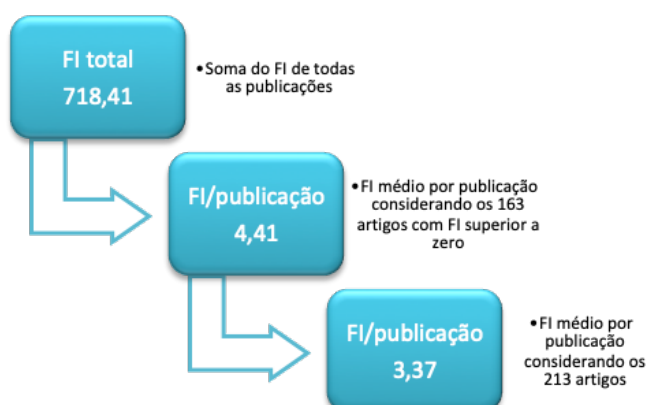 FI total
718,41
•Soma do FI de todas
as publicações
FI/publicação
4,41
•FI médio por publicação
considerando os 163
artigos com FI superior a
zero
FI/publicação
3,37
•FI médio por
publicação
considerando os
213 artigos